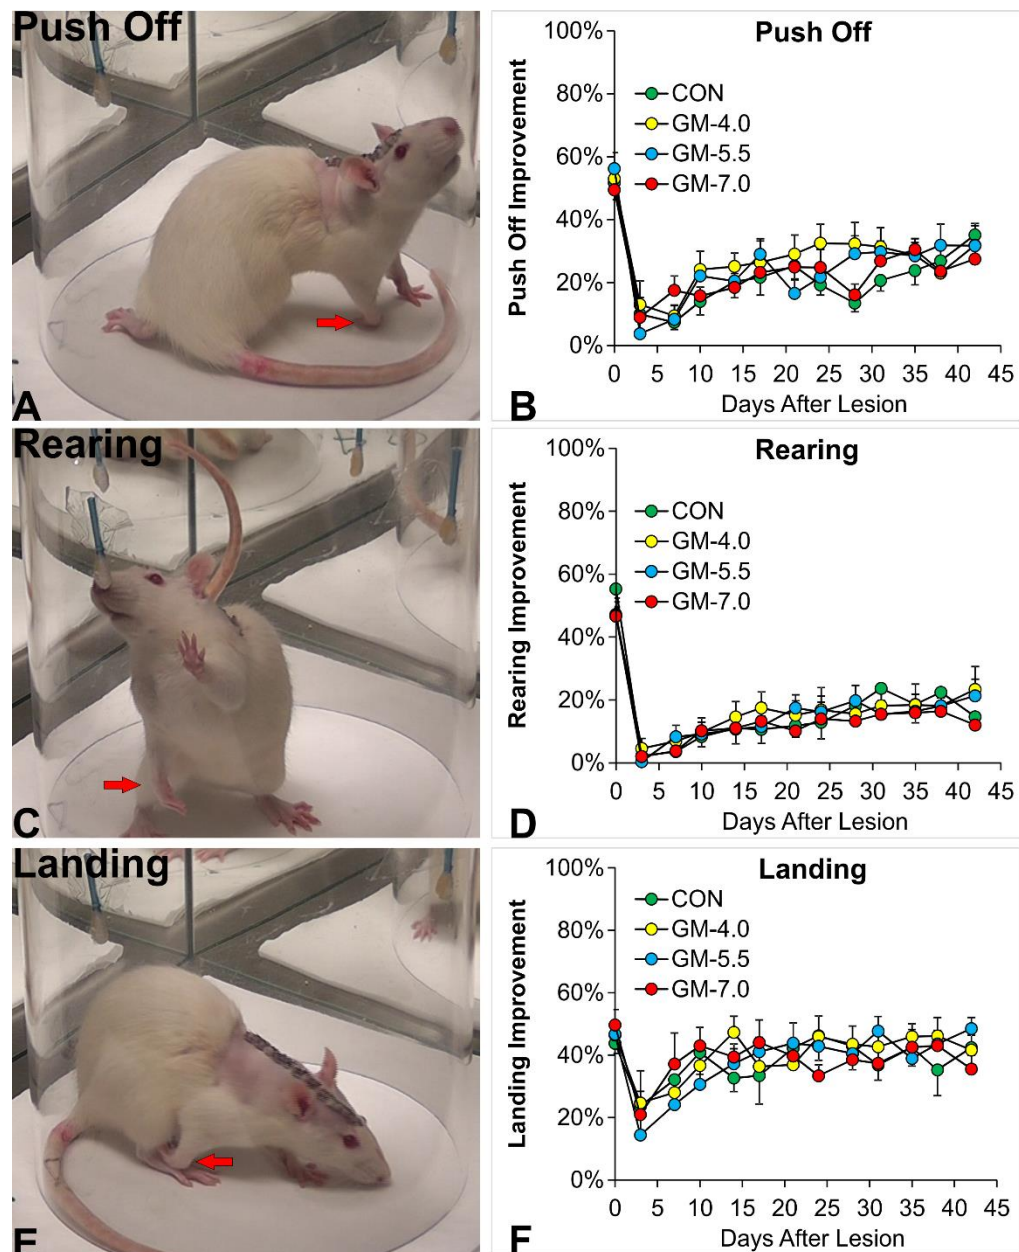 Push Off
A
Push Off
Push Off Improvement
100%
80%
60%
40%
20%
0%
CON
GM-4.0
GM-5.5
GM-7.0
0 5 10 15 20 25 30 35 40 45
Days After Lesion
B
Rearing
C
Rearing
Rearing Improvement
100%
80%
60%
40%
20%
0%
CON
GM-4.0
GM-5.5
GM-7.0
0 5 10 15 20 25 30 35 40 45
Days After Lesion
D
Landing
E
Landing
Landing Improvement
100%
80%
60%
40%
20%
0%
CON
GM-4.0
GM-5.5
GM-7.0
0 5 10 15 20 25 30 35 40 45
Days After Lesion
F